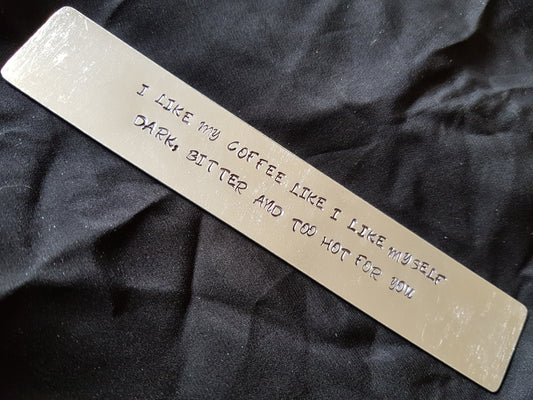 I LIKE MY COFFEE LIKE I LIKE MYSELF
DARK, BITTER AND TOO HOT FOR YOU